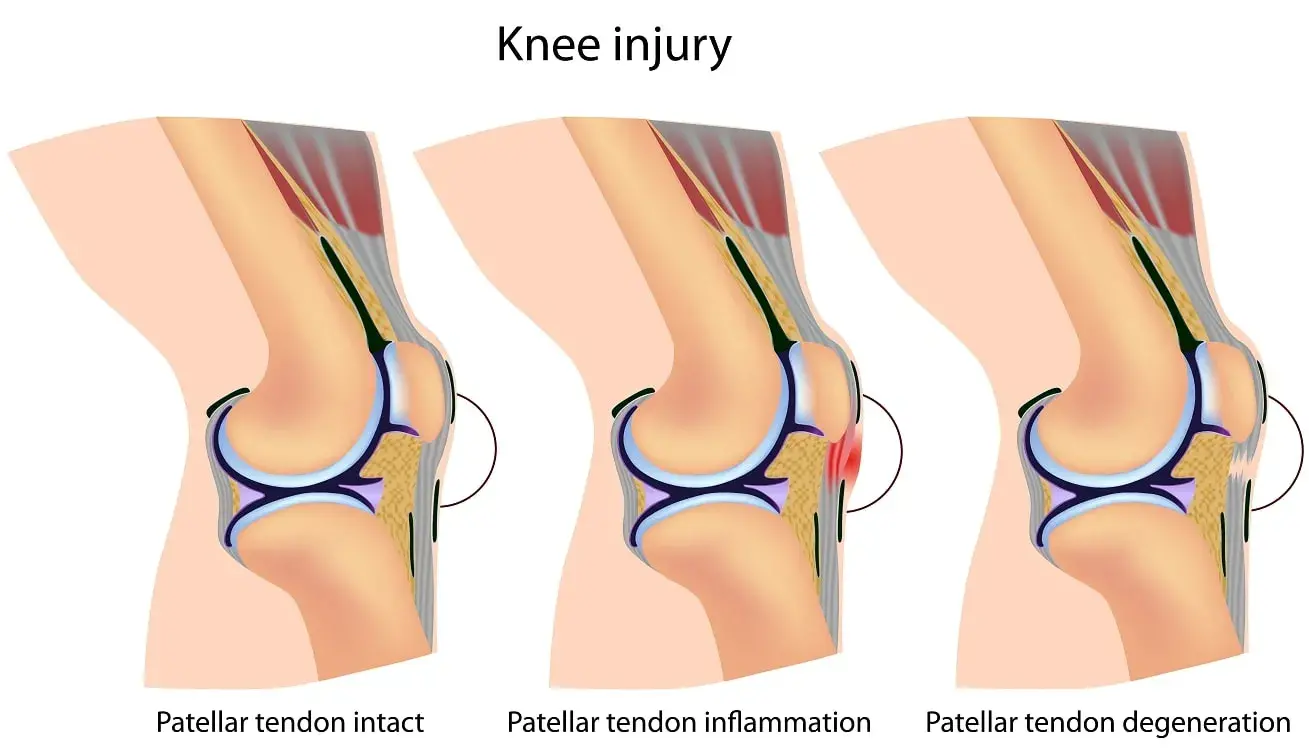 Knee injury
Patellar tendon intact
Patellar tendon inflammation
Patellar tendon degeneration